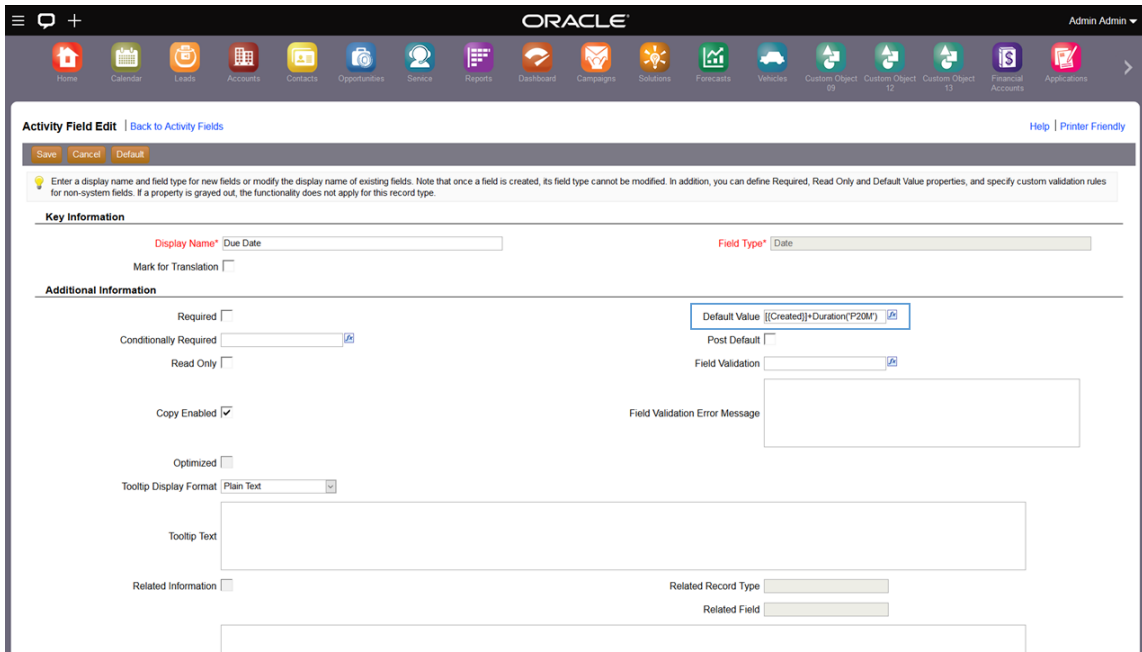 ORACLE
Admin Admin
Home
Calendar
Leads
Accounts
Contacts
Opportunities
Service
Reports
Dashboard
Campaigns
Solutions
Forecasts
Vehicles
Custom Object 09
Custom Object 12
Custom Object 13
Financial Accounts
Applications
Activity Field Edit | Back to Activity Fields
Help | Printer Friendly
Save Cancel Default
Enter a display name and field type for new fields or modify the display name of existing fields. Note that once a field is created, its field type cannot be modified. In addition, you can define Required, Read Only and Default Value properties, and specify custom validation rules
for non-system fields. If a property is grayed out, the functionality does not apply for this record type.
Key Information
Display Name* Due Date
Field Type* Date
Mark for Translation
Additional Information
Required
Default Value [{Created}]+Duration('P20M') fx
Conditionally Required fx
Post Default
Read Only
Field Validation fx
Copy Enabled
Field Validation Error Message
Optimized
Tooltip Display Format Plain Text
Tooltip Text
Related Information
Related Record Type
Related Field